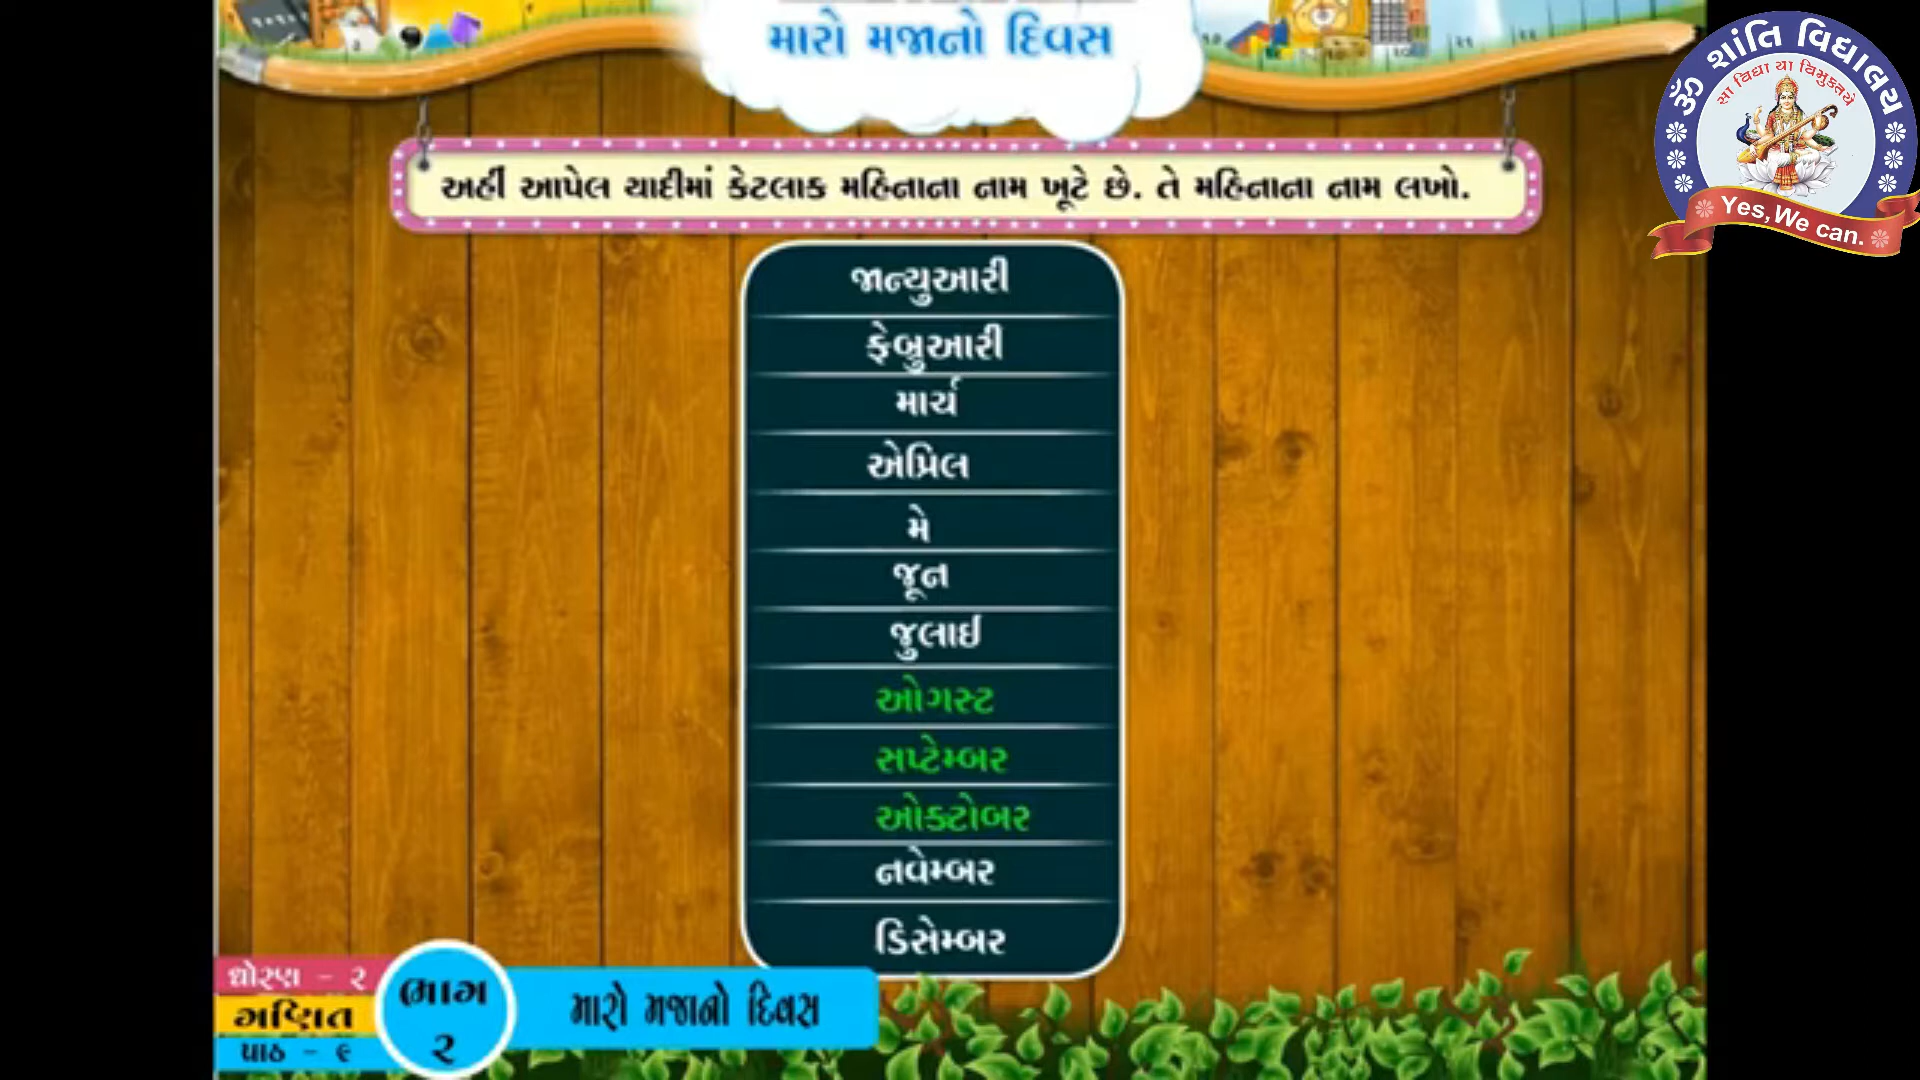 મારો મજાનો દિવસ
ૐ શાંતિ વિદ્યાલય
સા વિદ્યા યા વિમુક્તયે
Yes, We can.
અહીં આપેલ યાદીમાં કેટલાક મહિનાના નામ ખૂટે છે. તે મહિનાના નામ લખો.
જાન્યુઆરી
ફેબ્રુઆરી
માર્ચ
એપ્રિલ
મે
જૂન
જુલાઈ
ઓગસ્ટ
સપ્ટેમ્બર
ઓક્ટોબર
નવેમ્બર
ડિસેમ્બર
ધોરણ - ૨
ગણિત
પાઠ - ૯
ભાગ
૨
મારો મજાનો દિવસ